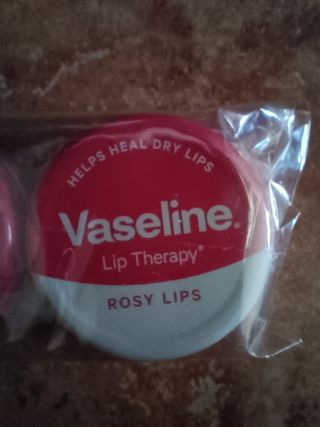 HELPS HEAL DRY LIPS
Vaseline.
Lip Therapy®
ROSY LIPS